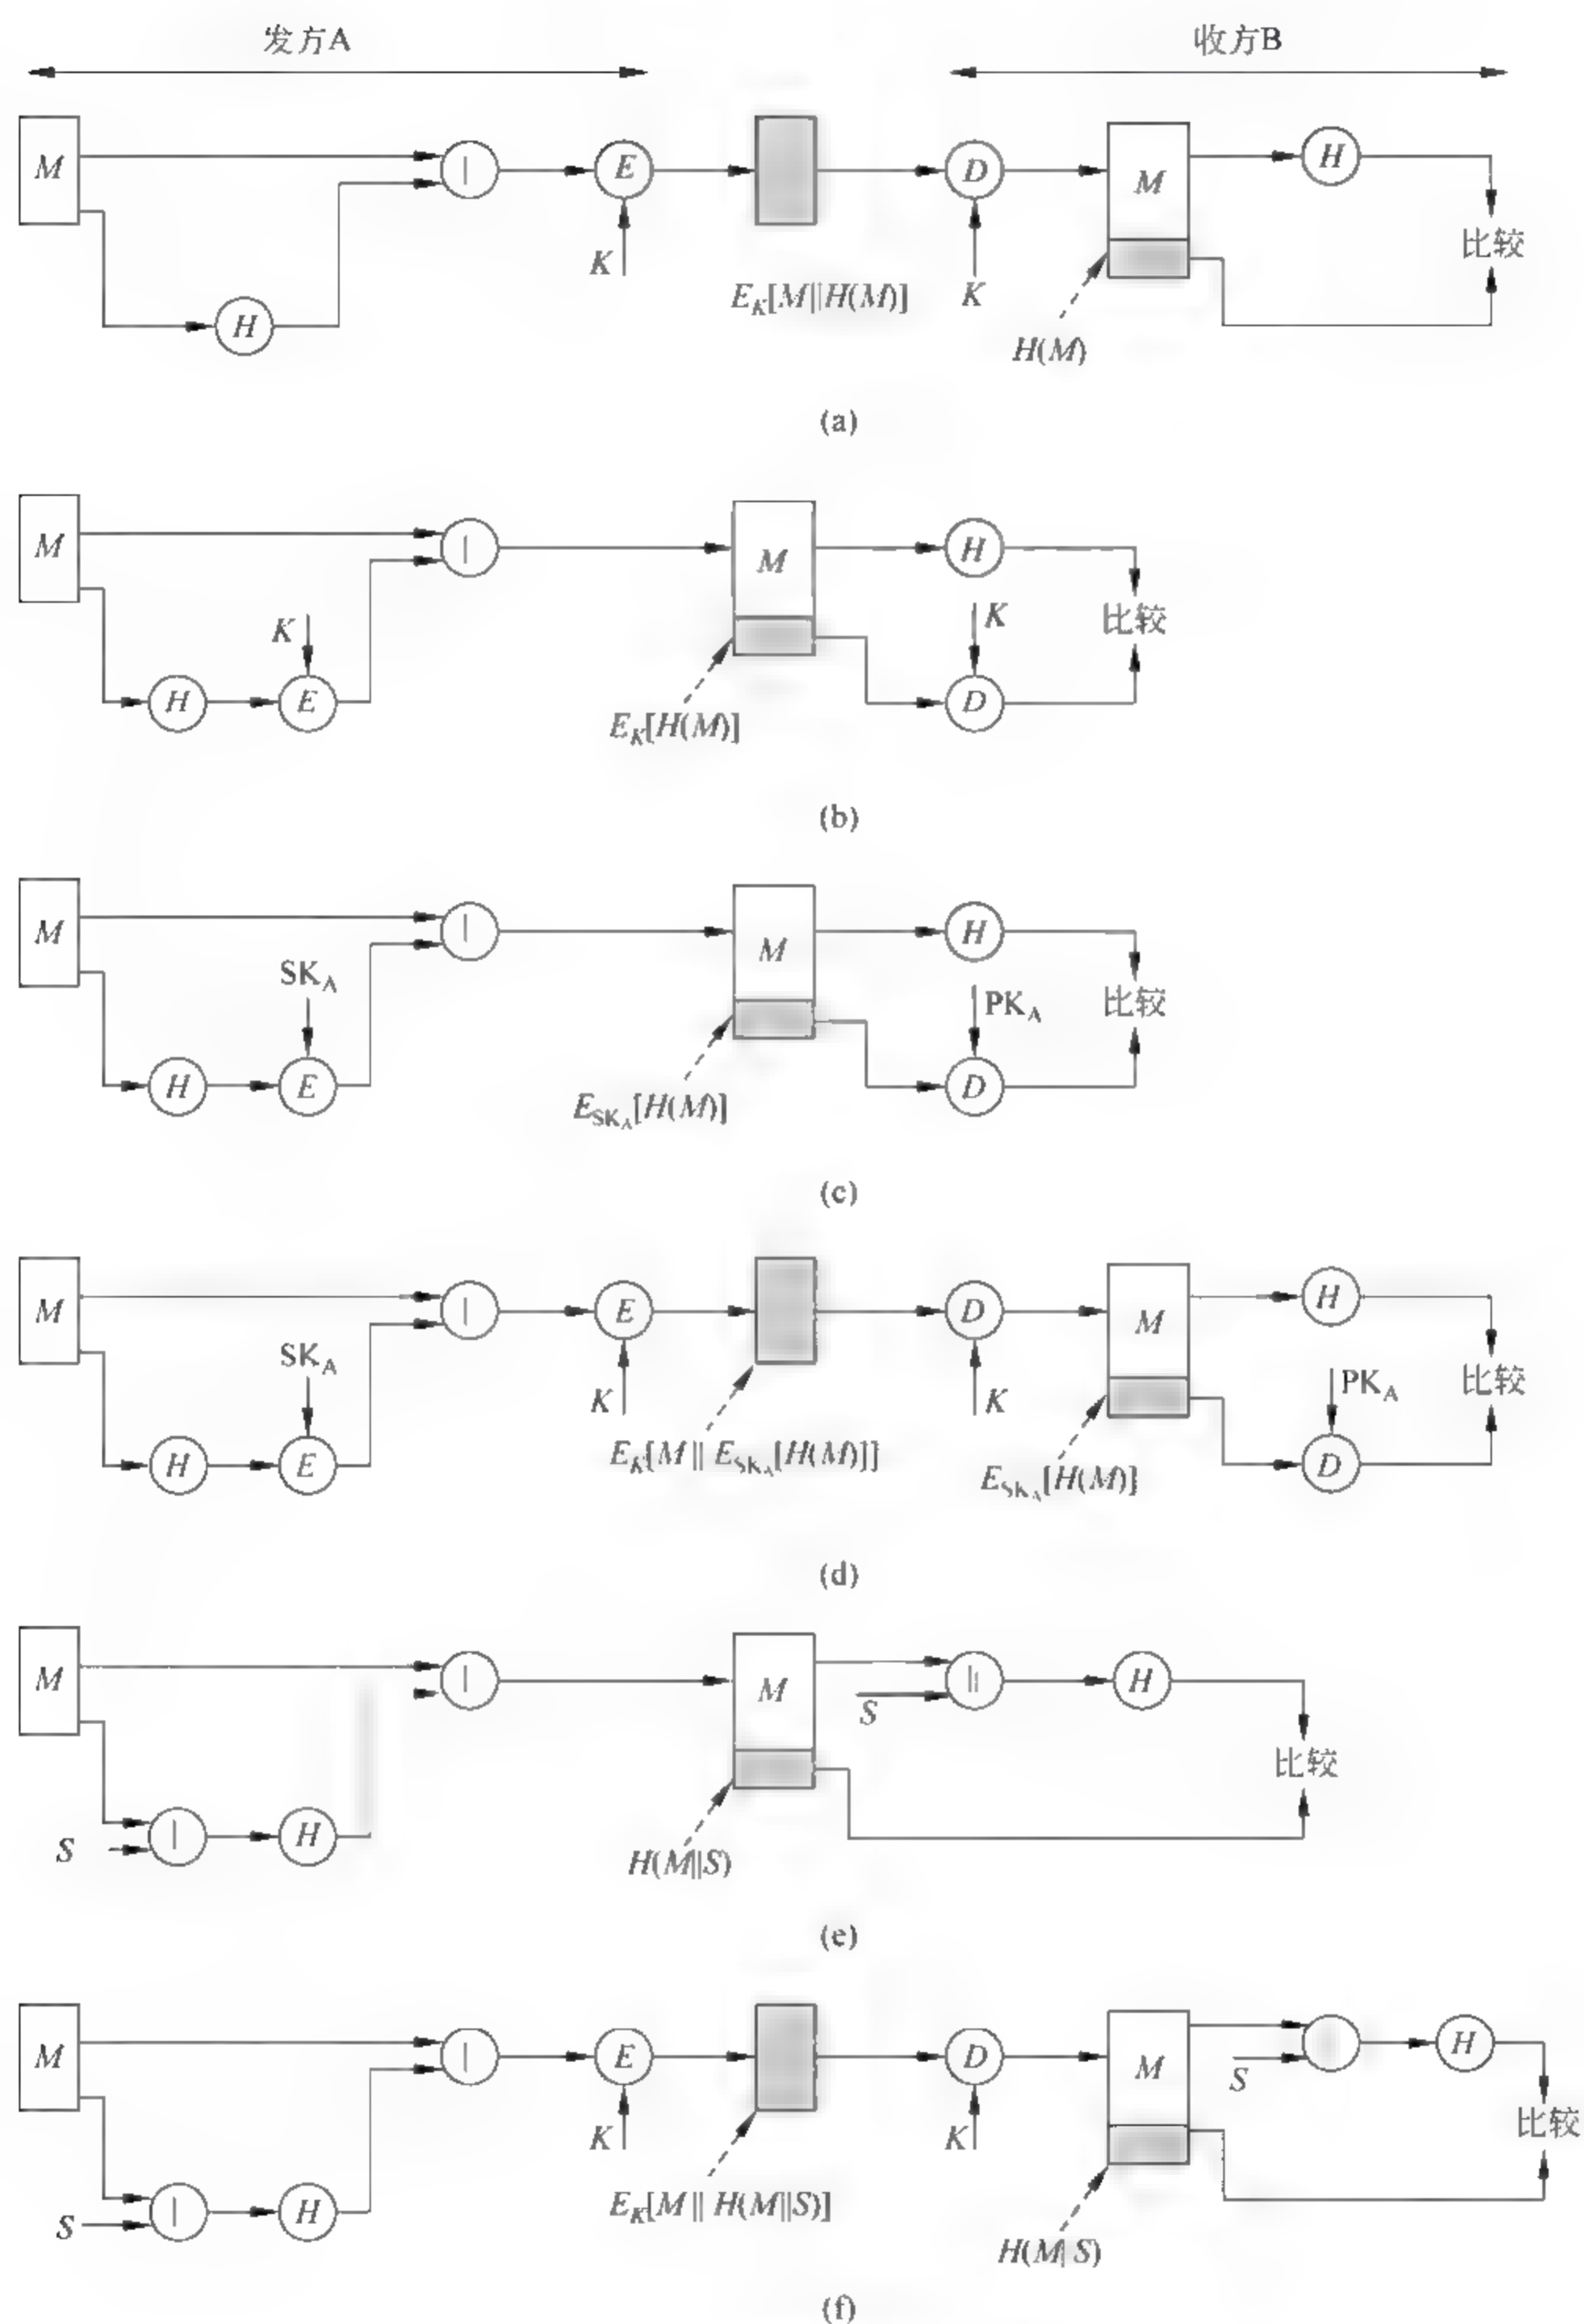 发方A 收方B
M | E D M H
K K 比较
H E_K[M||H(M)] H(M)
(a)
M | M H
K K 比较
H E D
E_K[H(M)]
(b)
M | M H
SK_A PK_A 比较
H E D
E_SK_A[H(M)]
(c)
M | E D M H
SK_A K K PK_A 比较
H E D
E_K[M || E_SK_A[H(M)]] E_SK_A[H(M)]
(d)
M | M || H
S 比较
S | H
H(M||S)
(e)
M | E D M | H
K K S 比较
S | H
E_K[M || H(M||S)] H(M|S)
(f)